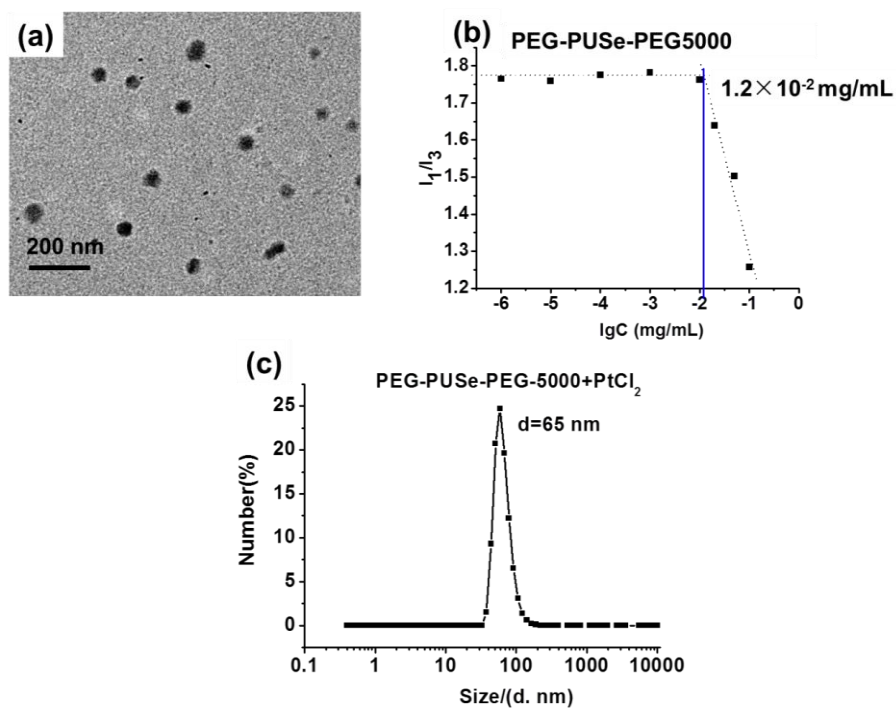 (a)
200 nm
(b)
PEG-PUSe-PEG5000
1.2×10⁻² mg/mL
I₁/I₃
1.8
1.7
1.6
1.5
1.4
1.3
1.2
-6 -5 -4 -3 -2 -1 0
lgC (mg/mL)
(c)
PEG-PUSe-PEG-5000+PtCl₂
d=65 nm
Number(%)
25
20
15
10
5
0
0.1 1 10 100 1000 10000
Size/(d. nm)